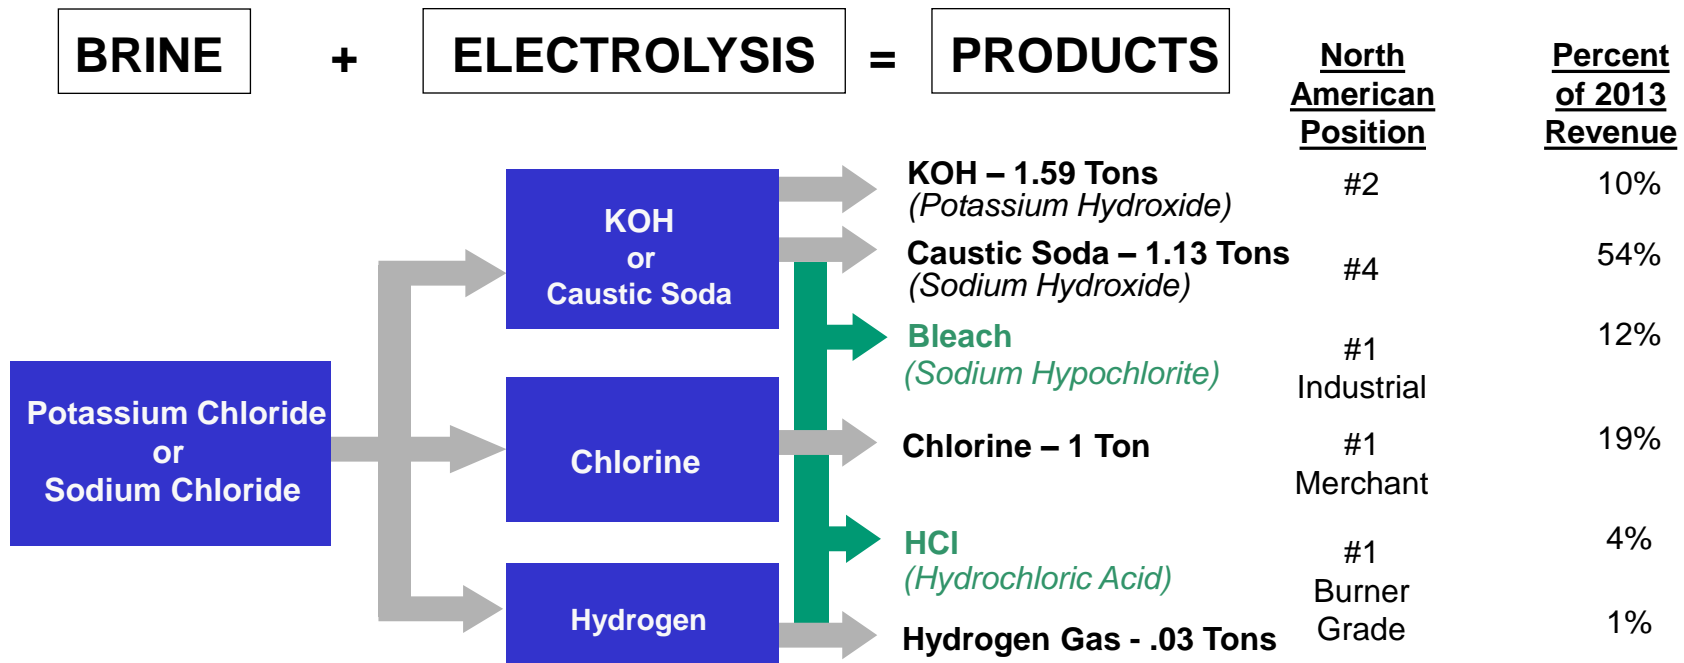 BRINE + ELECTROLYSIS = PRODUCTS
North
American
Position
Percent
of 2013
Revenue
Potassium Chloride
or
Sodium Chloride
KOH
or
Caustic Soda
Chlorine
Hydrogen
KOH – 1.59 Tons
(Potassium Hydroxide)
#2
10%
Caustic Soda – 1.13 Tons
(Sodium Hydroxide)
#4
54%
Bleach
(Sodium Hypochlorite)
#1
Industrial
12%
Chlorine – 1 Ton
#1
Merchant
19%
HCl
(Hydrochloric Acid)
#1
Burner
Grade
4%
Hydrogen Gas - .03 Tons
1%